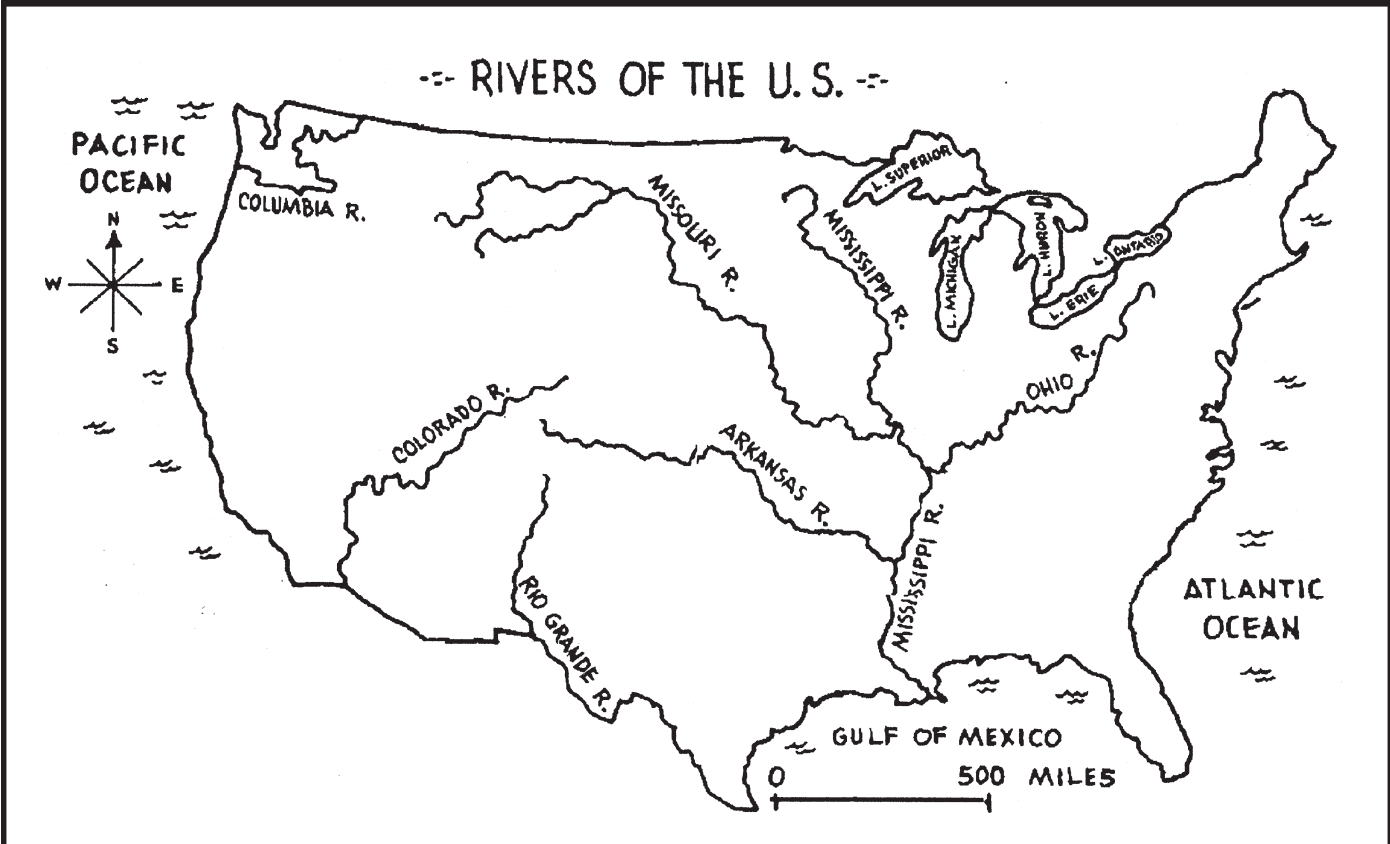 RIVERS OF THE U.S.
PACIFIC
OCEAN
N
W E
S
COLUMBIA R.
MISSOURI R.
MISSISSIPPI R.
L. SUPERIOR
L. MICHIGAN
L. HURON
L. ONTARIO
L. ERIE
OHIO R.
COLORADO R.
ARKANSAS R.
MISSISSIPPI R.
RIO GRANDE R.
ATLANTIC
OCEAN
GULF OF MEXICO
0 500 MILES